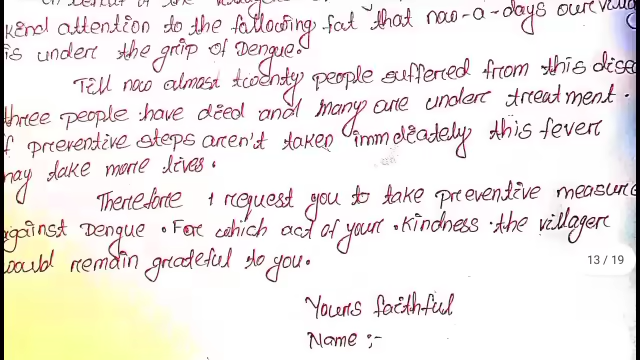 kind attention to the following fat that now-a-days our villag
is under the grip of Dengue.
Till now almost twenty people suffered from this disea
three people have died and many are under treatment.
if preventive steps aren't taken immediately this fever
may take more lives.
Therefore I request you to take preventive measure
against Dengue. For which act of your kindness the villager
would remain grateful to you.
13 / 19
Yours faithful
Name :-